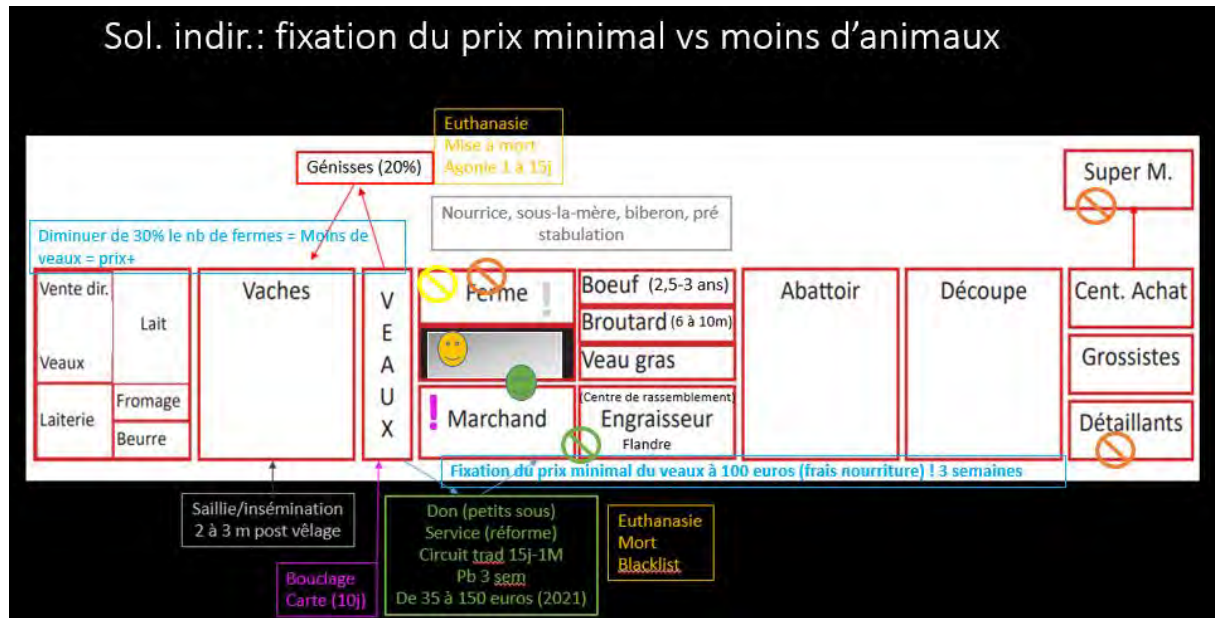 Sol. indir.: fixation du prix minimal vs moins d'animaux
Euthanasie
Mise à mort
Agonie 1 à 15j
Génisses (20%)
Super M.
Nourrice, sous-la-mère, biberon, pré
stabulation
Diminuer de 30% le nb de fermes = Moins de
veaux = prix+
Vente dir.
Lait
Veaux
Laiterie
Fromage
Beurre
Vaches
V
E
A
U
X
Ferme !
! Marchand
Boeuf (2,5-3 ans)
Broutard (6 à 10m)
Veau gras
(Centre de rassemblement)
Engraisseur
Flandre
Abattoir
Découpe
Cent. Achat
Grossistes
Détaillants
Fixation du prix minimal du veaux à 100 euros (frais nourriture) ! 3 semaines
Saillie/insémination
2 à 3 m post vêlage
Bouclage
Carte (10j)
Don (petits sous)
Service (réforme)
Circuit trad 15j-1M
Pb 3 sem
De 35 à 150 euros (2021)
Euthanasie
Mort
Blacklist